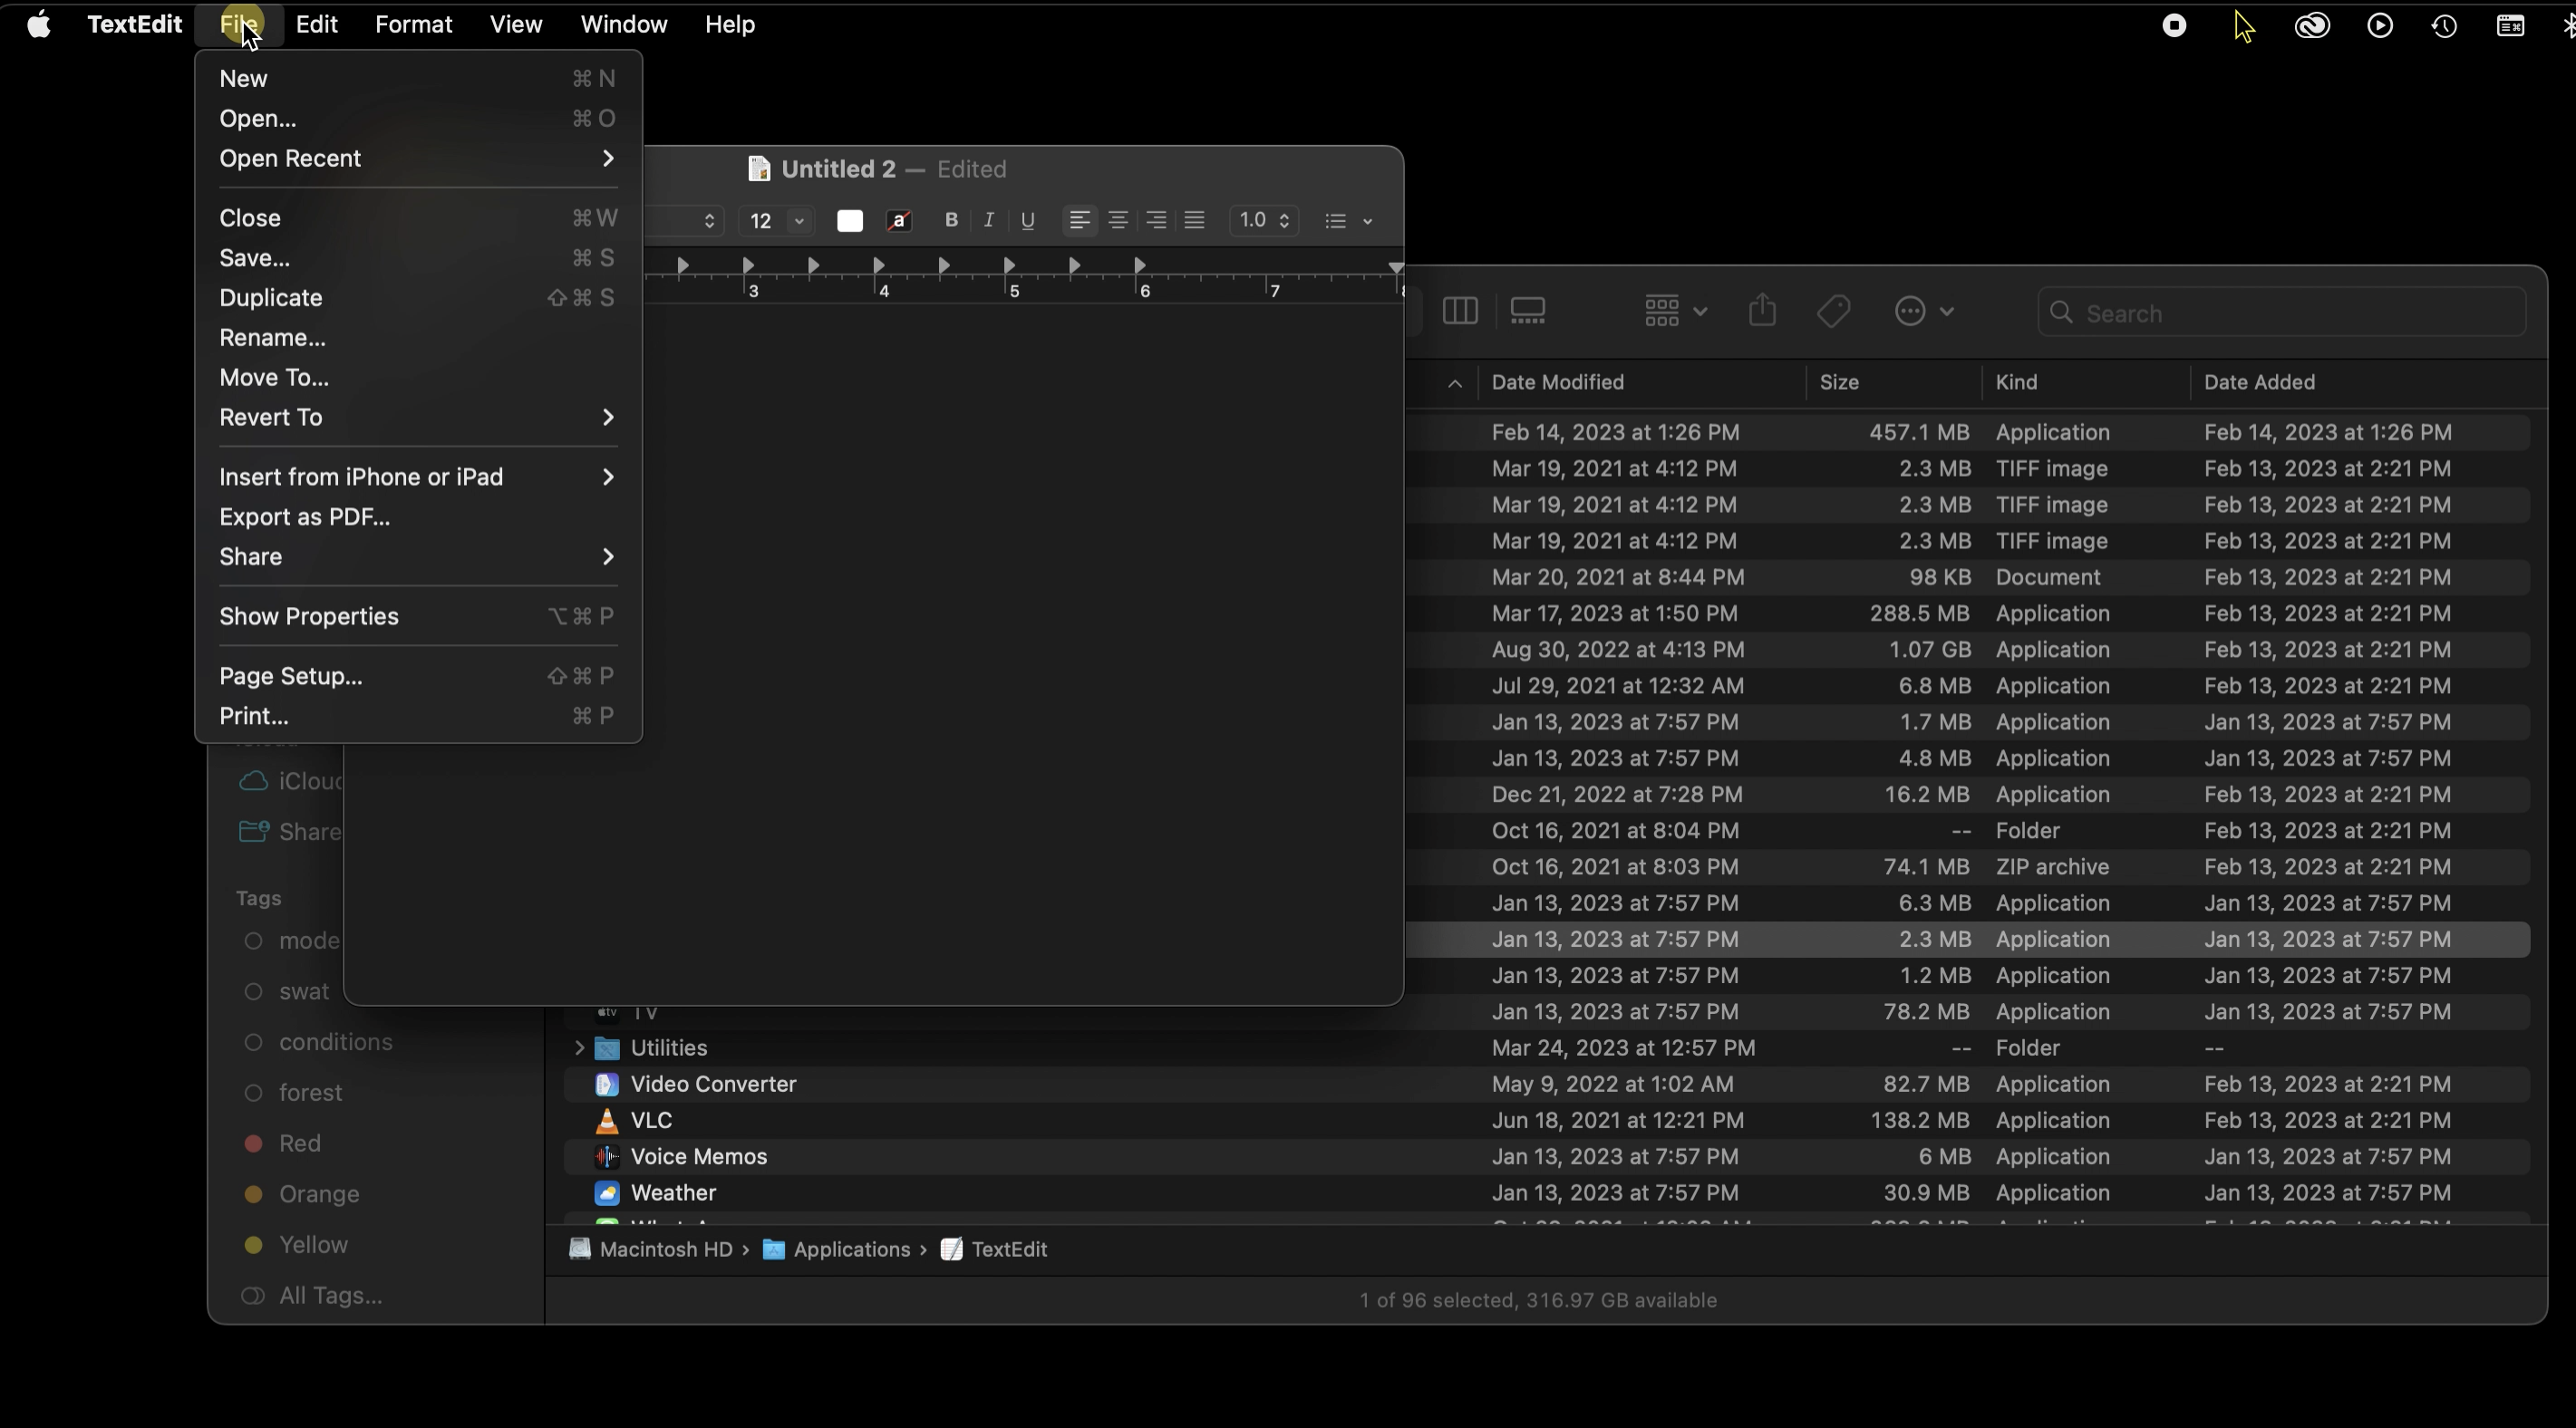 TextEdit File Edit Format View Window Help
New ⌘ N
Open... ⌘ O
Open Recent
Close ⌘ W
Save... ⌘ S
Duplicate ⇧ ⌘ S
Rename...
Move To...
Revert To
Insert from iPhone or iPad
Export as PDF...
Share
Show Properties ⌥ ⌘ P
Page Setup... ⇧ ⌘ P
Print... ⌘ P
Untitled 2 — Edited
12 a B I U 1.0
3 4 5 6 7
Search
Date Modified Size Kind Date Added
Feb 14, 2023 at 1:26 PM 457.1 MB Application Feb 14, 2023 at 1:26 PM
Mar 19, 2021 at 4:12 PM 2.3 MB TIFF image Feb 13, 2023 at 2:21 PM
Mar 19, 2021 at 4:12 PM 2.3 MB TIFF image Feb 13, 2023 at 2:21 PM
Mar 19, 2021 at 4:12 PM 2.3 MB TIFF image Feb 13, 2023 at 2:21 PM
Mar 20, 2021 at 8:44 PM 98 KB Document Feb 13, 2023 at 2:21 PM
Mar 17, 2023 at 1:50 PM 288.5 MB Application Feb 13, 2023 at 2:21 PM
Aug 30, 2022 at 4:13 PM 1.07 GB Application Feb 13, 2023 at 2:21 PM
Jul 29, 2021 at 12:32 AM 6.8 MB Application Feb 13, 2023 at 2:21 PM
Jan 13, 2023 at 7:57 PM 1.7 MB Application Jan 13, 2023 at 7:57 PM
Jan 13, 2023 at 7:57 PM 4.8 MB Application Jan 13, 2023 at 7:57 PM
Dec 21, 2022 at 7:28 PM 16.2 MB Application Feb 13, 2023 at 2:21 PM
Oct 16, 2021 at 8:04 PM -- Folder Feb 13, 2023 at 2:21 PM
Oct 16, 2021 at 8:03 PM 74.1 MB ZIP archive Feb 13, 2023 at 2:21 PM
Jan 13, 2023 at 7:57 PM 6.3 MB Application Jan 13, 2023 at 7:57 PM
Jan 13, 2023 at 7:57 PM 2.3 MB Application Jan 13, 2023 at 7:57 PM
Jan 13, 2023 at 7:57 PM 1.2 MB Application Jan 13, 2023 at 7:57 PM
TV Jan 13, 2023 at 7:57 PM 78.2 MB Application Jan 13, 2023 at 7:57 PM
Utilities Mar 24, 2023 at 12:57 PM -- Folder --
Video Converter May 9, 2022 at 1:02 AM 82.7 MB Application Feb 13, 2023 at 2:21 PM
VLC Jun 18, 2021 at 12:21 PM 138.2 MB Application Feb 13, 2023 at 2:21 PM
Voice Memos Jan 13, 2023 at 7:57 PM 6 MB Application Jan 13, 2023 at 7:57 PM
Weather Jan 13, 2023 at 7:57 PM 30.9 MB Application Jan 13, 2023 at 7:57 PM
iCloud
Share
Tags
mode
swat
conditions
forest
Red
Orange
Yellow
All Tags...
Macintosh HD › Applications › TextEdit
1 of 96 selected, 316.97 GB available